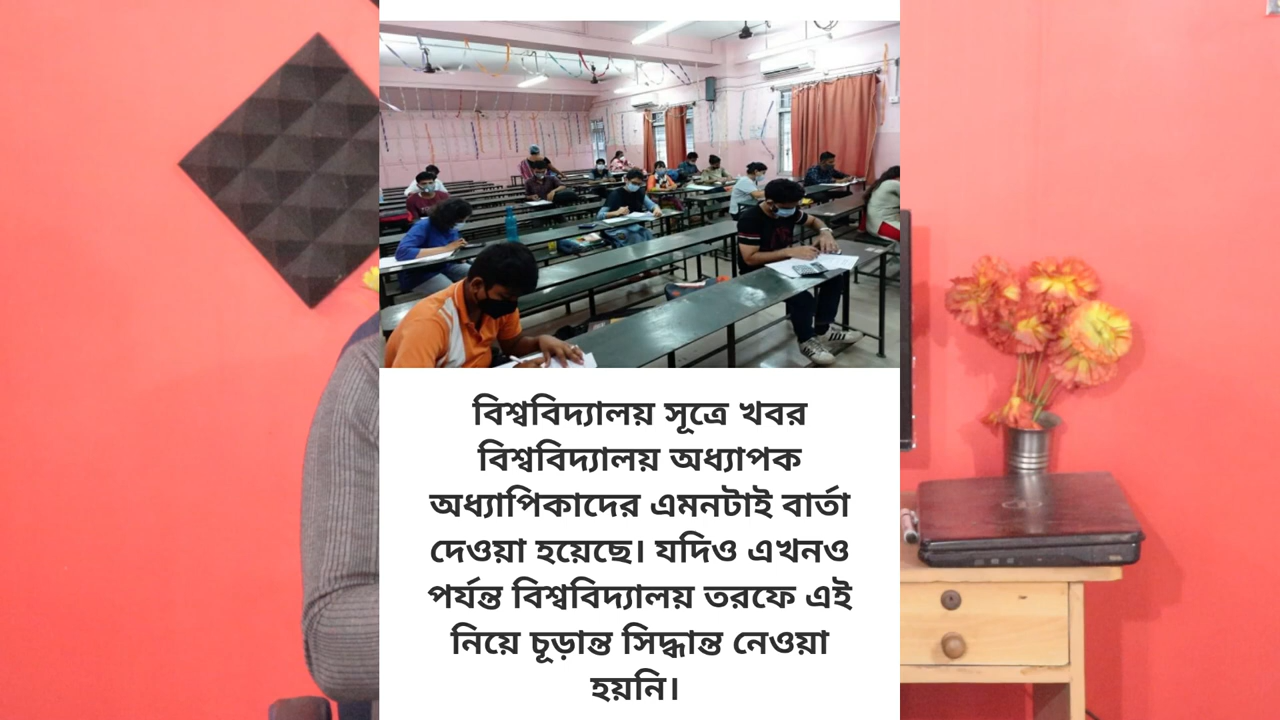 বিশ্ববিদ্যালয় সূত্রে খবর
বিশ্ববিদ্যালয় অধ্যাপক
অধ্যাপিকাদের এমনটাই বার্তা
দেওয়া হয়েছে। যদিও এখনও
পর্যন্ত বিশ্ববিদ্যালয় তরফে এই
নিয়ে চূড়ান্ত সিদ্ধান্ত নেওয়া
হয়নি।